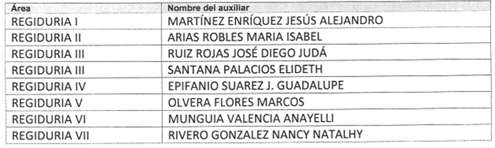 Área Nombre del auxiliar
REGIDURIA I MARTÍNEZ ENRÍQUEZ JESÚS ALEJANDRO
REGIDURIA II ARIAS ROBLES MARIA ISABEL
REGIDURIA III RUIZ ROJAS JOSÉ DIEGO JUDÁ
REGIDURIA III SANTANA PALACIOS ELIDETH
REGIDURIA IV EPIFANIO SUAREZ J. GUADALUPE
REGIDURIA V OLVERA FLORES MARCOS
REGIDURIA VI MUNGUIA VALENCIA ANAYELLI
REGIDURIA VII RIVERO GONZALEZ NANCY NATALHY